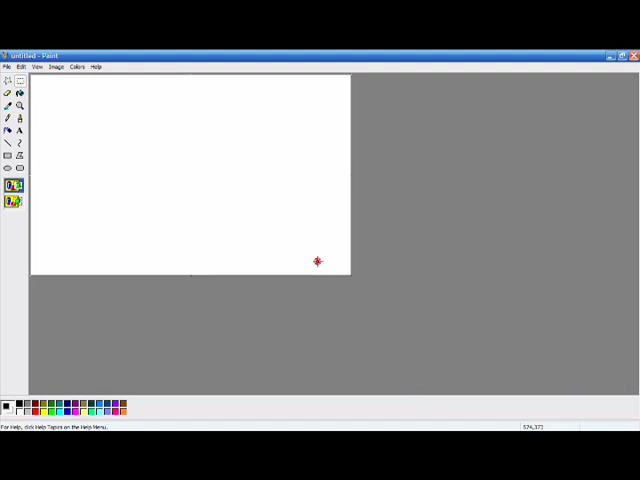 untitled - Paint
File Edit View Image Colors Help
A
For Help, click Help Topics on the Help Menu.
574,373